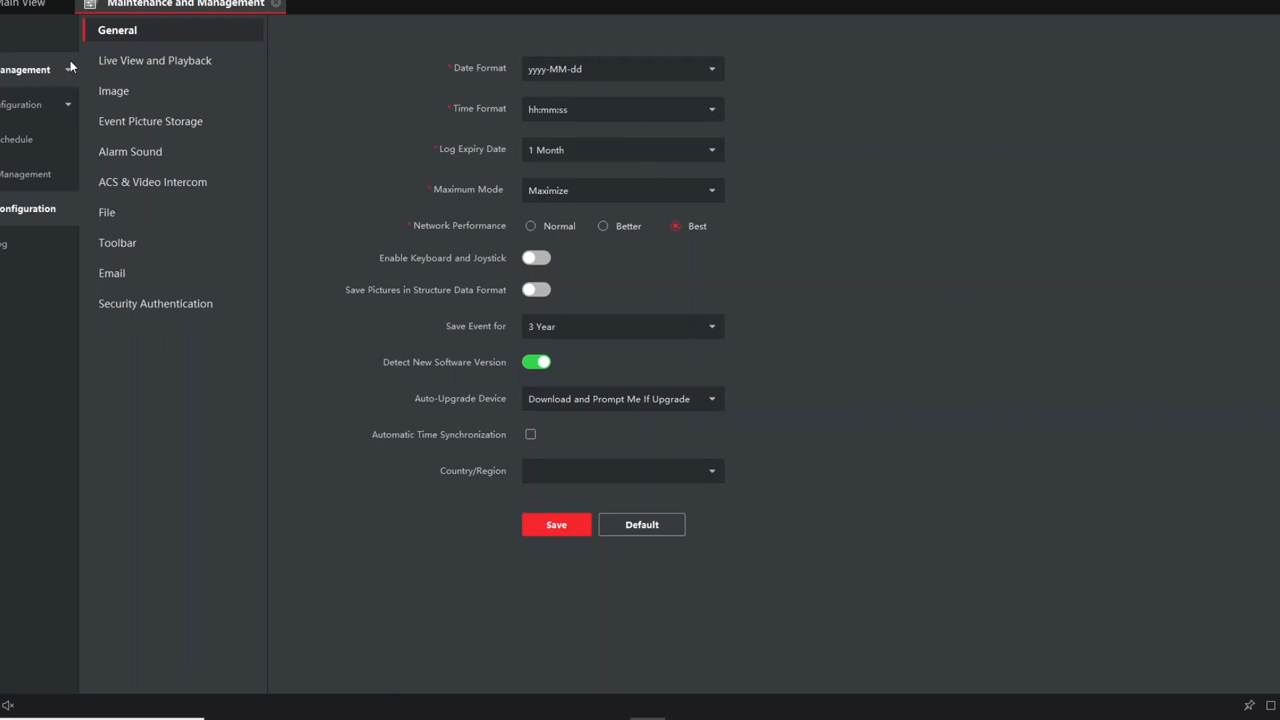 ain View
Maintenance and Management
anagement
figuration
chedule
Management
onfiguration
g
General
Live View and Playback
Image
Event Picture Storage
Alarm Sound
ACS & Video Intercom
File
Toolbar
Email
Security Authentication
* Date Format yyyy-MM-dd
* Time Format hh:mm:ss
* Log Expiry Date 1 Month
* Maximum Mode Maximize
* Network Performance Normal Better Best
Enable Keyboard and Joystick
Save Pictures in Structure Data Format
Save Event for 3 Year
Detect New Software Version
Auto-Upgrade Device Download and Prompt Me If Upgrade
Automatic Time Synchronization
Country/Region
Save Default